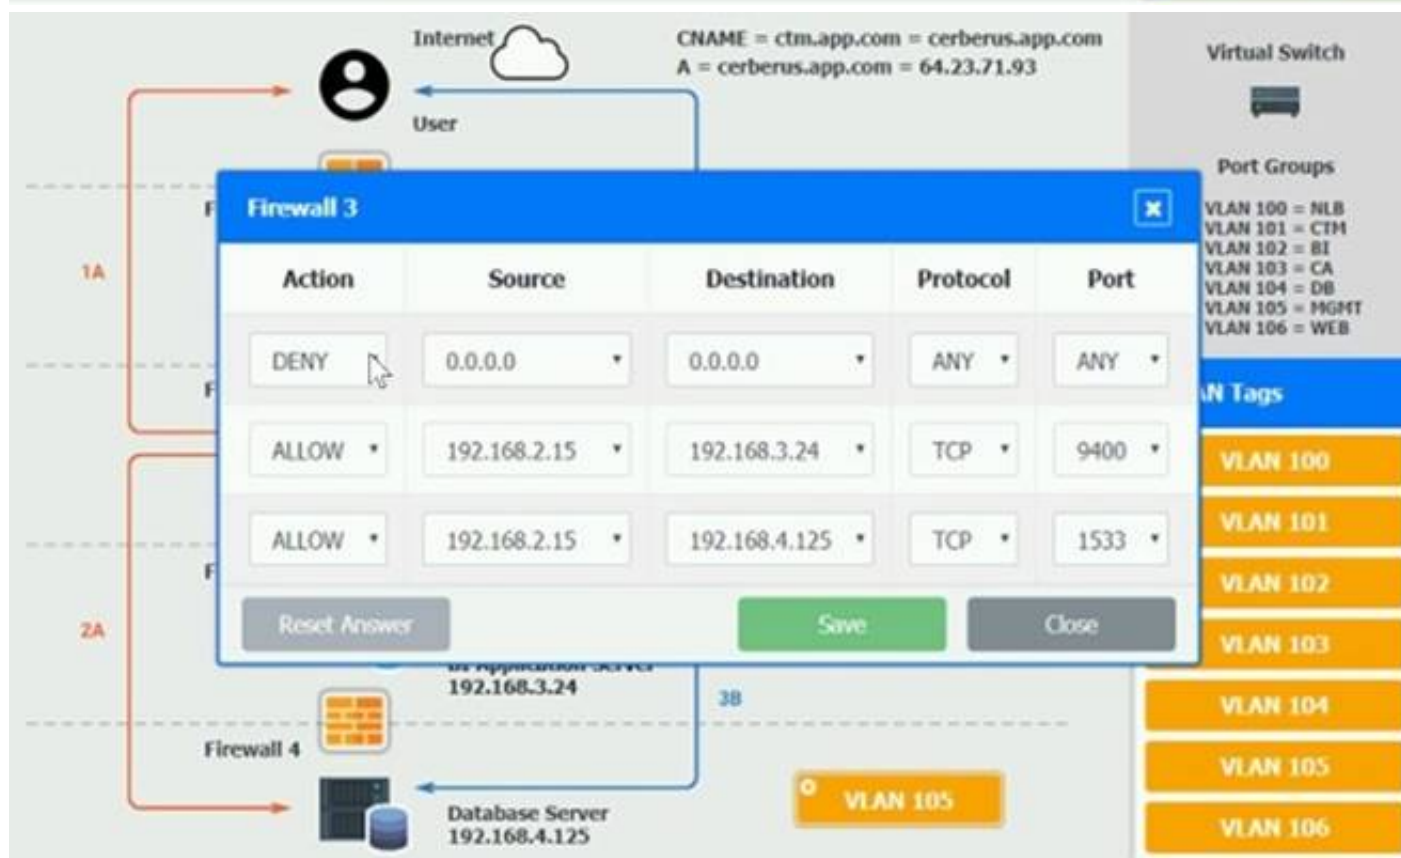 Internet
CNAME = ctm.app.com = cerberus.app.com
A = cerberus.app.com = 64.23.71.93
User
Virtual Switch
Port Groups
VLAN 100 = NLB
VLAN 101 = CTM
VLAN 102 = BI
VLAN 103 = CA
VLAN 104 = DB
VLAN 105 = MGMT
VLAN 106 = WEB
1A
F
F
F
Firewall 3
Action Source Destination Protocol Port
DENY 0.0.0.0 0.0.0.0 ANY ANY
ALLOW 192.168.2.15 192.168.3.24 TCP 9400
ALLOW 192.168.2.15 192.168.4.125 TCP 1533
Reset Answer Save Close
N Tags
VLAN 100
VLAN 101
VLAN 102
VLAN 103
VLAN 104
VLAN 105
VLAN 106
2A
BI Application Server
192.168.3.24
3B
Firewall 4
Database Server
192.168.4.125
VLAN 105